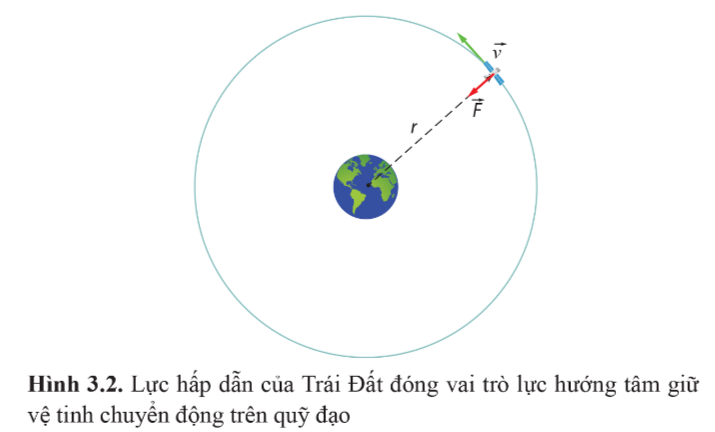 v
F
r
Hình 3.2. Lực hấp dẫn của Trái Đất đóng vai trò lực hướng tâm giữ
vệ tinh chuyển động trên quỹ đạo